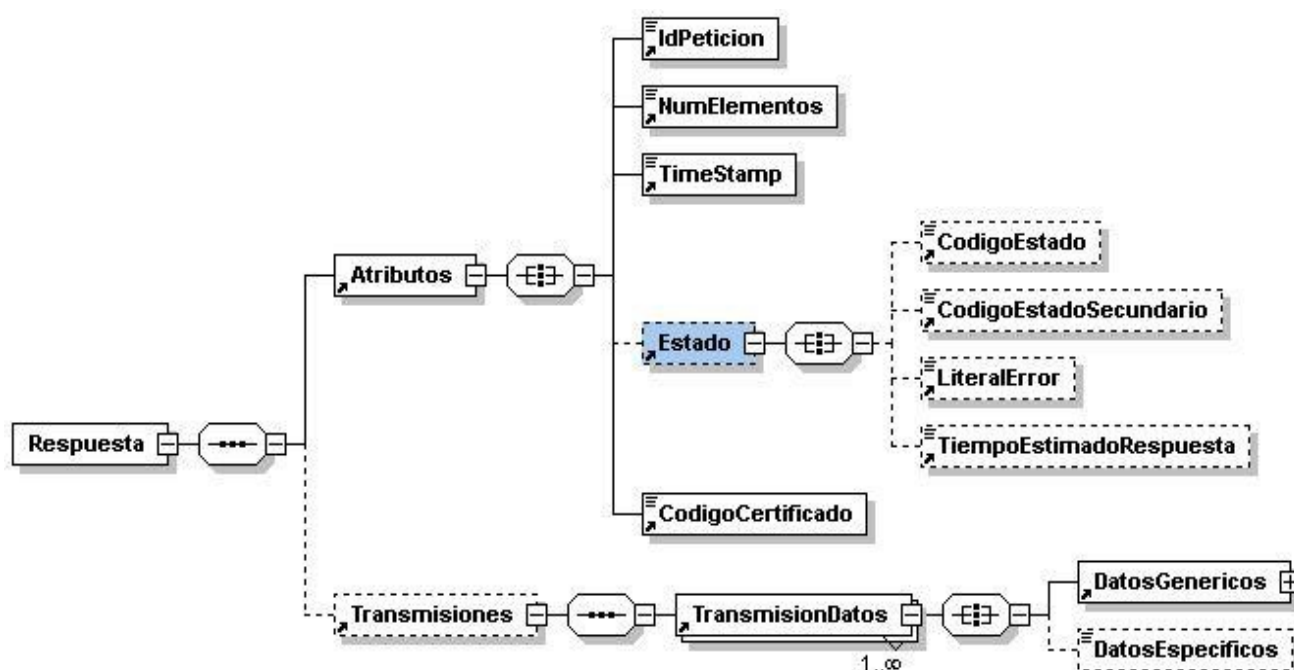 IdPeticion
NumElementos
TimeStamp
CodigoEstado
Atributos
CodigoEstadoSecundario
Estado
LiteralError
Respuesta
TiempoEstimadoRespuesta
CodigoCertificado
DatosGenericos
Transmisiones
TransmisionDatos
DatosEspecificos
1..∞